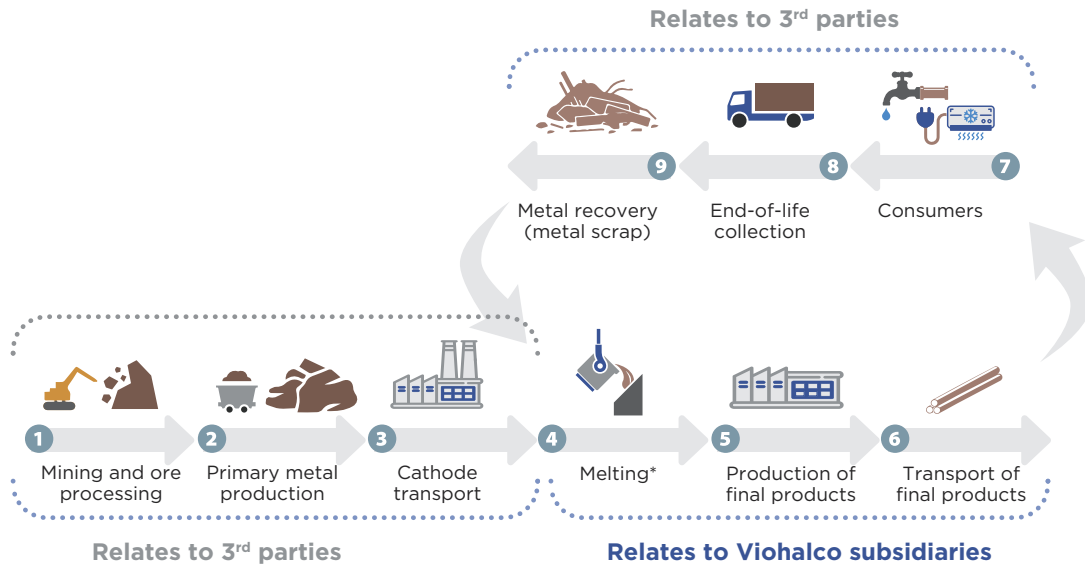 Relates to 3rd parties
9
8
7
Metal recovery
(metal scrap)
End-of-life
collection
Consumers
1
2
3
4
5
6
Mining and ore
processing
Primary metal
production
Cathode
transport
Melting*
Production of
final products
Transport of
final products
Relates to 3rd parties
Relates to Viohalco subsidiaries